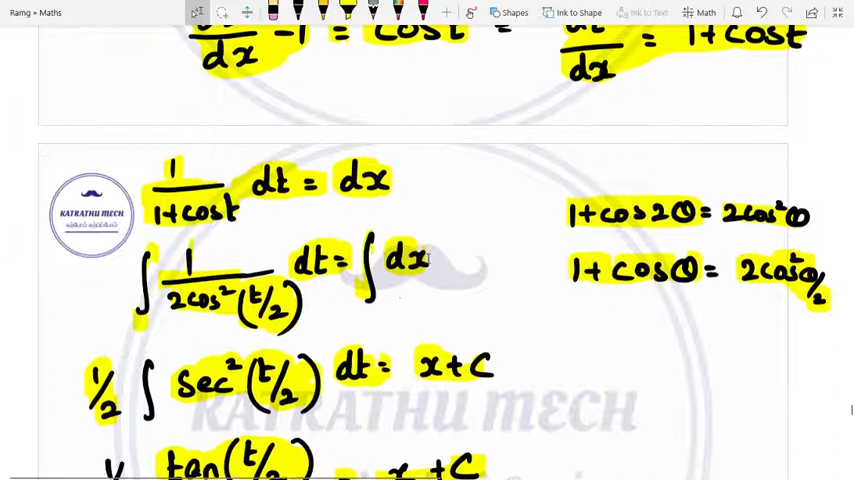 Ramg » Maths
Shapes
Ink to Shape
Ink to Text
Math
dx - 1 = cost = dt/dx = 1+cost
KATRATHU MECH
1/(1+cost) dt = dx
1+cos2θ = 2cos²θ
∫ 1/(2cos²(t/2)) dt = ∫ dx
1+cosθ = 2cos²θ/2
1/2 ∫ sec²(t/2) dt = x+c
KATRATHU MECH
tan(t/2) = x+c